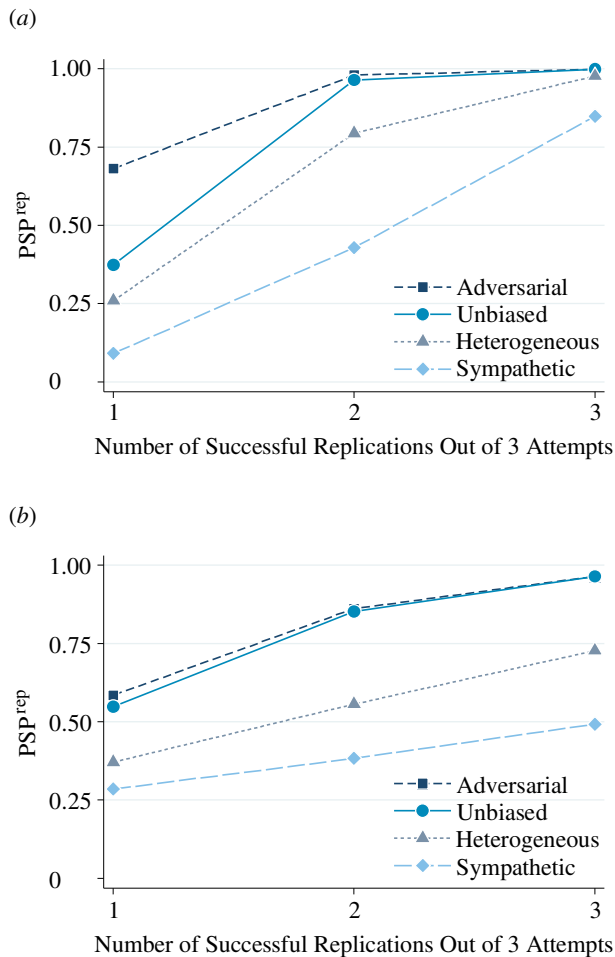 (a)
1.00
0.75
0.50
0.25
0
PSP^rep
Adversarial
Unbiased
Heterogeneous
Sympathetic
1 2 3
Number of Successful Replications Out of 3 Attempts
(b)
1.00
0.75
0.50
0.25
0
PSP^rep
Adversarial
Unbiased
Heterogeneous
Sympathetic
1 2 3
Number of Successful Replications Out of 3 Attempts